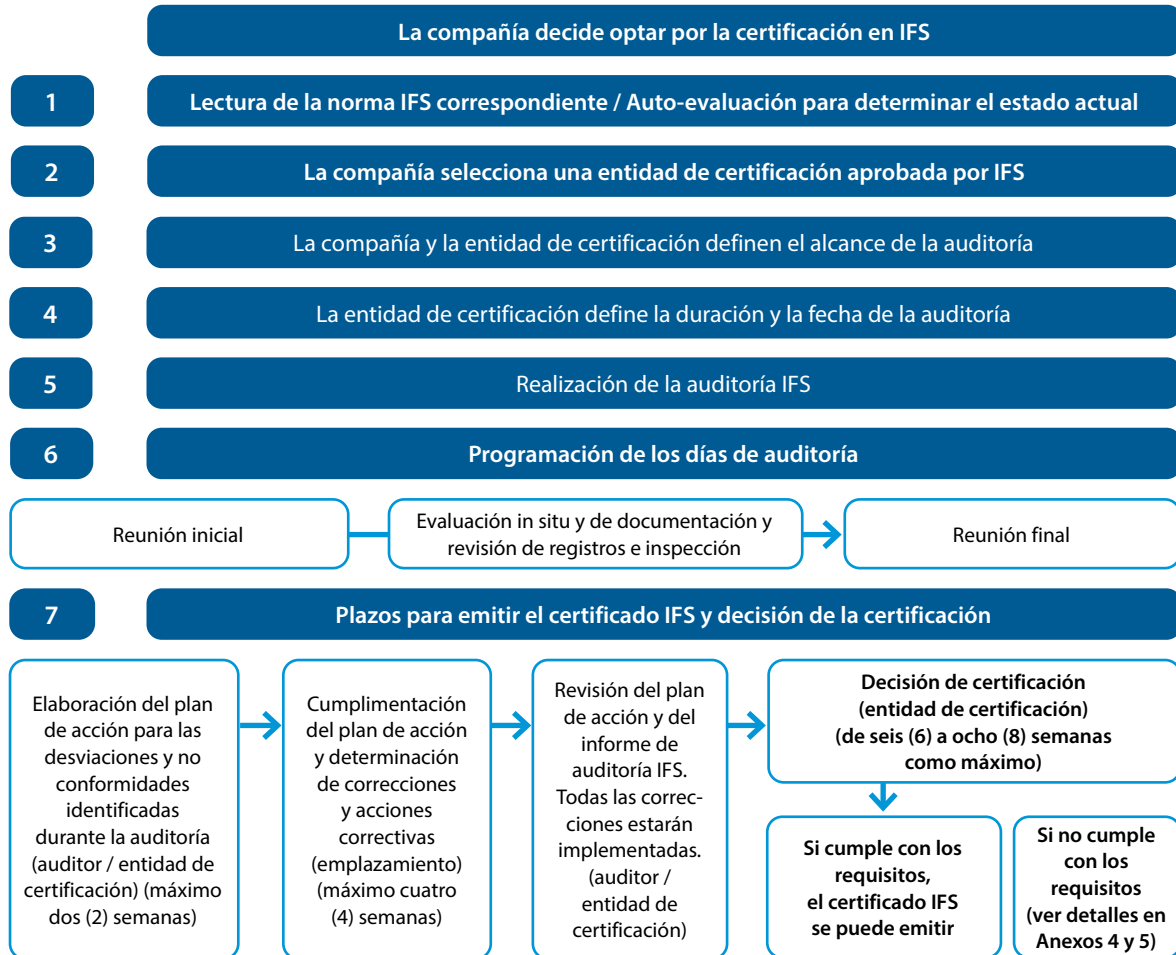 La compañía decide optar por la certificación en IFS
1
Lectura de la norma IFS correspondiente / Auto-evaluación para determinar el estado actual
2
La compañía selecciona una entidad de certificación aprobada por IFS
3
La compañía y la entidad de certificación definen el alcance de la auditoría
4
La entidad de certificación define la duración y la fecha de la auditoría
5
Realización de la auditoría IFS
6
Programación de los días de auditoría
Reunión inicial
Evaluación in situ y de documentación y
revisión de registros e inspección
Reunión final
7
Plazos para emitir el certificado IFS y decisión de la certificación
Elaboración del plan
de acción para las
desviaciones y no
conformidades
identificadas
durante la auditoría
(auditor / entidad de
certificación) (máximo
dos (2) semanas)
Cumplimentación
del plan de acción
y determinación
de correcciones
y acciones
correctivas
(emplazamiento)
(máximo cuatro
(4) semanas)
Revisión del plan
de acción y del
informe de
auditoría IFS.
Todas las correc-
ciones estarán
implementadas.
(auditor /
entidad de
certificación)
Decisión de certificación
(entidad de certificación)
(de seis (6) a ocho (8) semanas
como máximo)
Si cumple con los
requisitos,
el certificado IFS
se puede emitir
Si no cumple
con los
requisitos
(ver detalles en
Anexos 4 y 5)